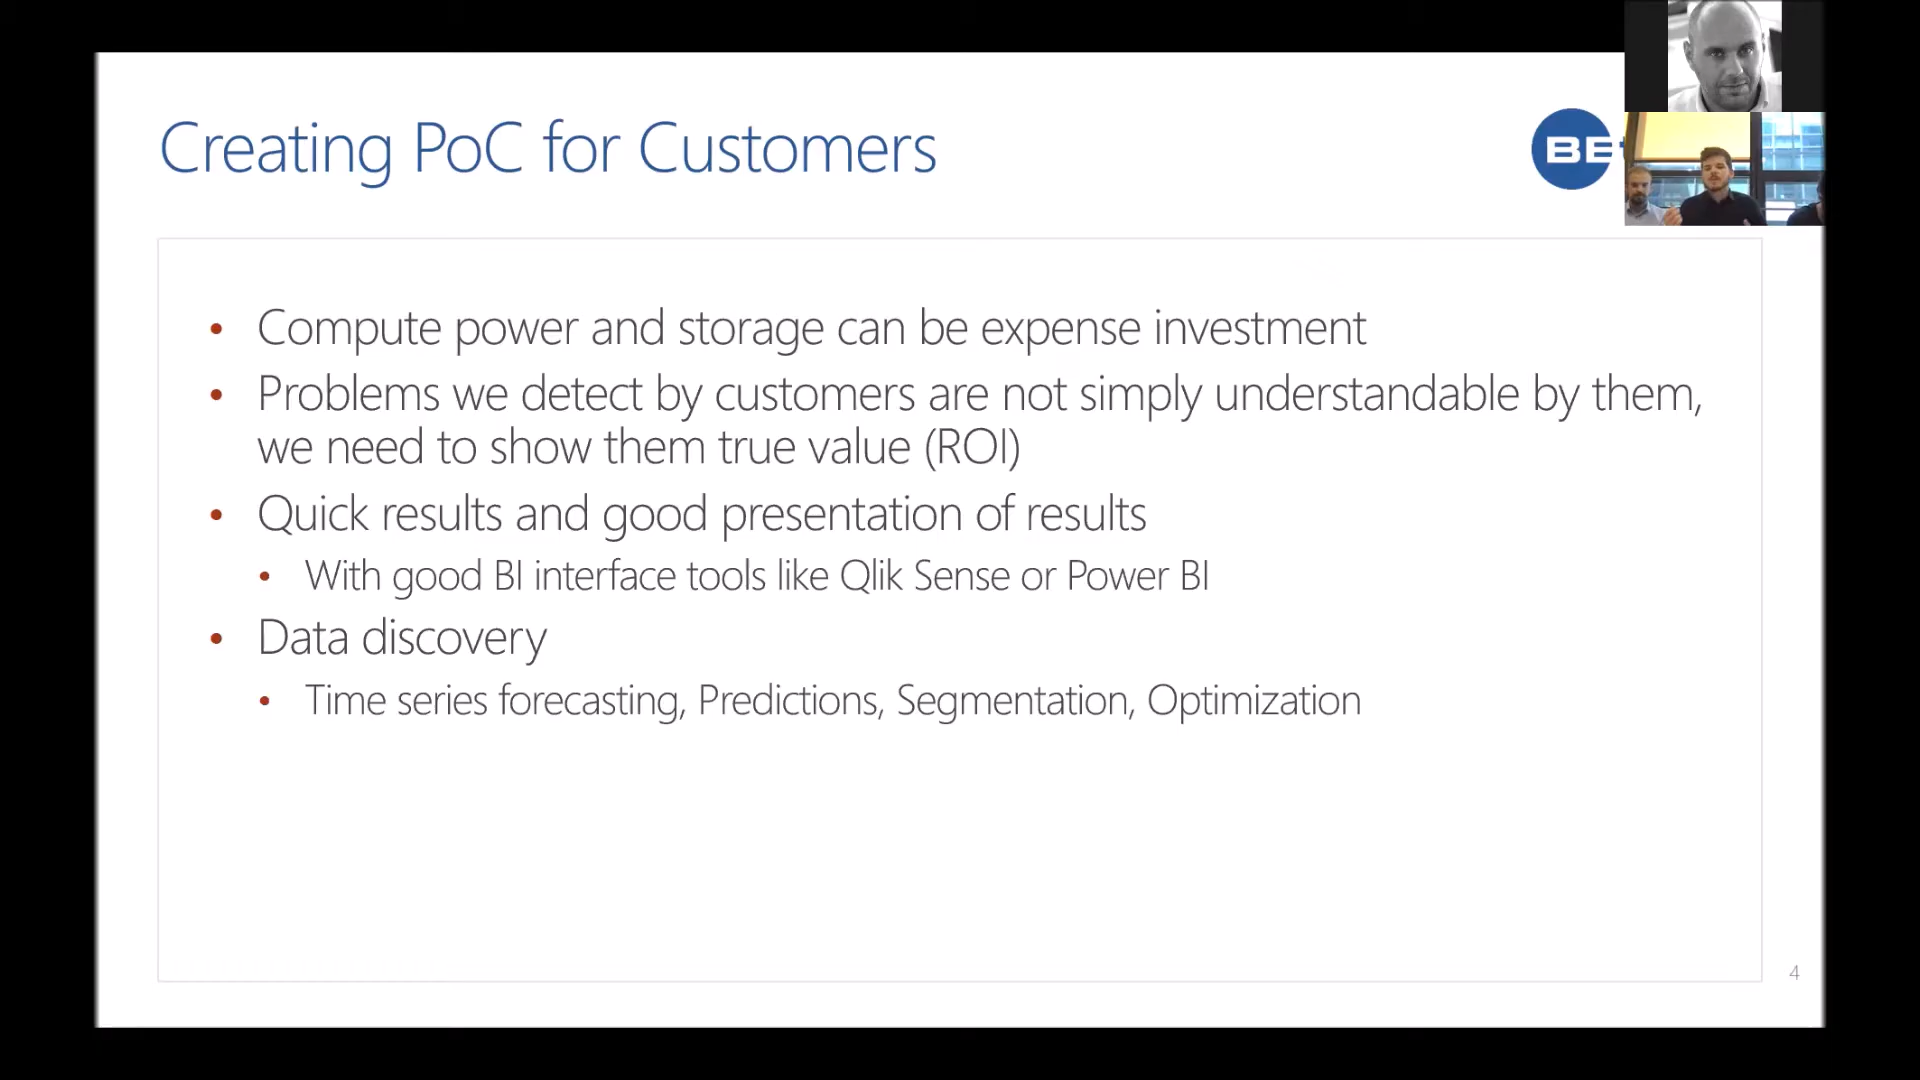 Creating PoC for Customers
BE
• Compute power and storage can be expense investment
• Problems we detect by customers are not simply understandable by them,
we need to show them true value (ROI)
• Quick results and good presentation of results
• With good BI interface tools like Qlik Sense or Power BI
• Data discovery
• Time series forecasting, Predictions, Segmentation, Optimization
4